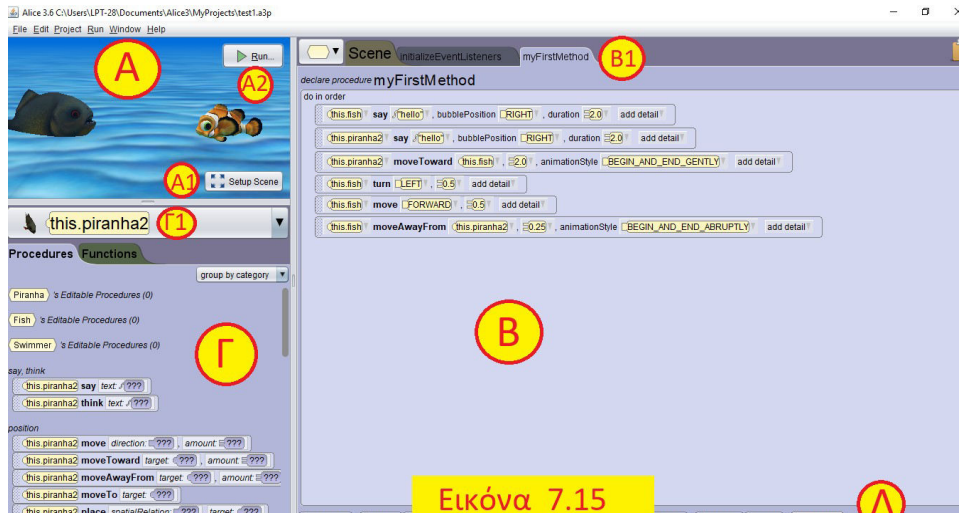 Alice 3.6 C:\Users\LPT-28\Documents\Alice3\MyProjects\test1.a3p
File Edit Project Run Window Help
A
Run...
A2
A1
Setup Scene
Scene initializeEventListeners myFirstMethod
B1
declare procedure myFirstMethod
do in order
this.fish say "hello" , bubblePosition RIGHT , duration 2.0 add detail
this.piranha2 say "hello" , bubblePosition RIGHT , duration 2.0 add detail
this.piranha2 moveToward this.fish , 2.0 , animationStyle BEGIN_AND_END_GENTLY add detail
this.fish turn LEFT , 0.5 add detail
this.fish move FORWARD , 0.5 add detail
this.fish moveAwayFrom this.piranha2 , 0.25 , animationStyle BEGIN_AND_END_ABRUPTLY add detail
B
this.piranha2
Γ1
Procedures Functions
group by category
Piranha 's Editable Procedures (0)
Fish 's Editable Procedures (0)
Swimmer 's Editable Procedures (0)
Γ
say, think
this.piranha2 say text: ???
this.piranha2 think text: ???
position
this.piranha2 move direction: ??? , amount: ???
this.piranha2 moveToward target: ??? , amount: ???
this.piranha2 moveAwayFrom target: ??? , amount: ???
this.piranha2 moveTo target: ???
this.piranha2 place spatialRelation: ??? , target: ???
Εικόνα 7.15